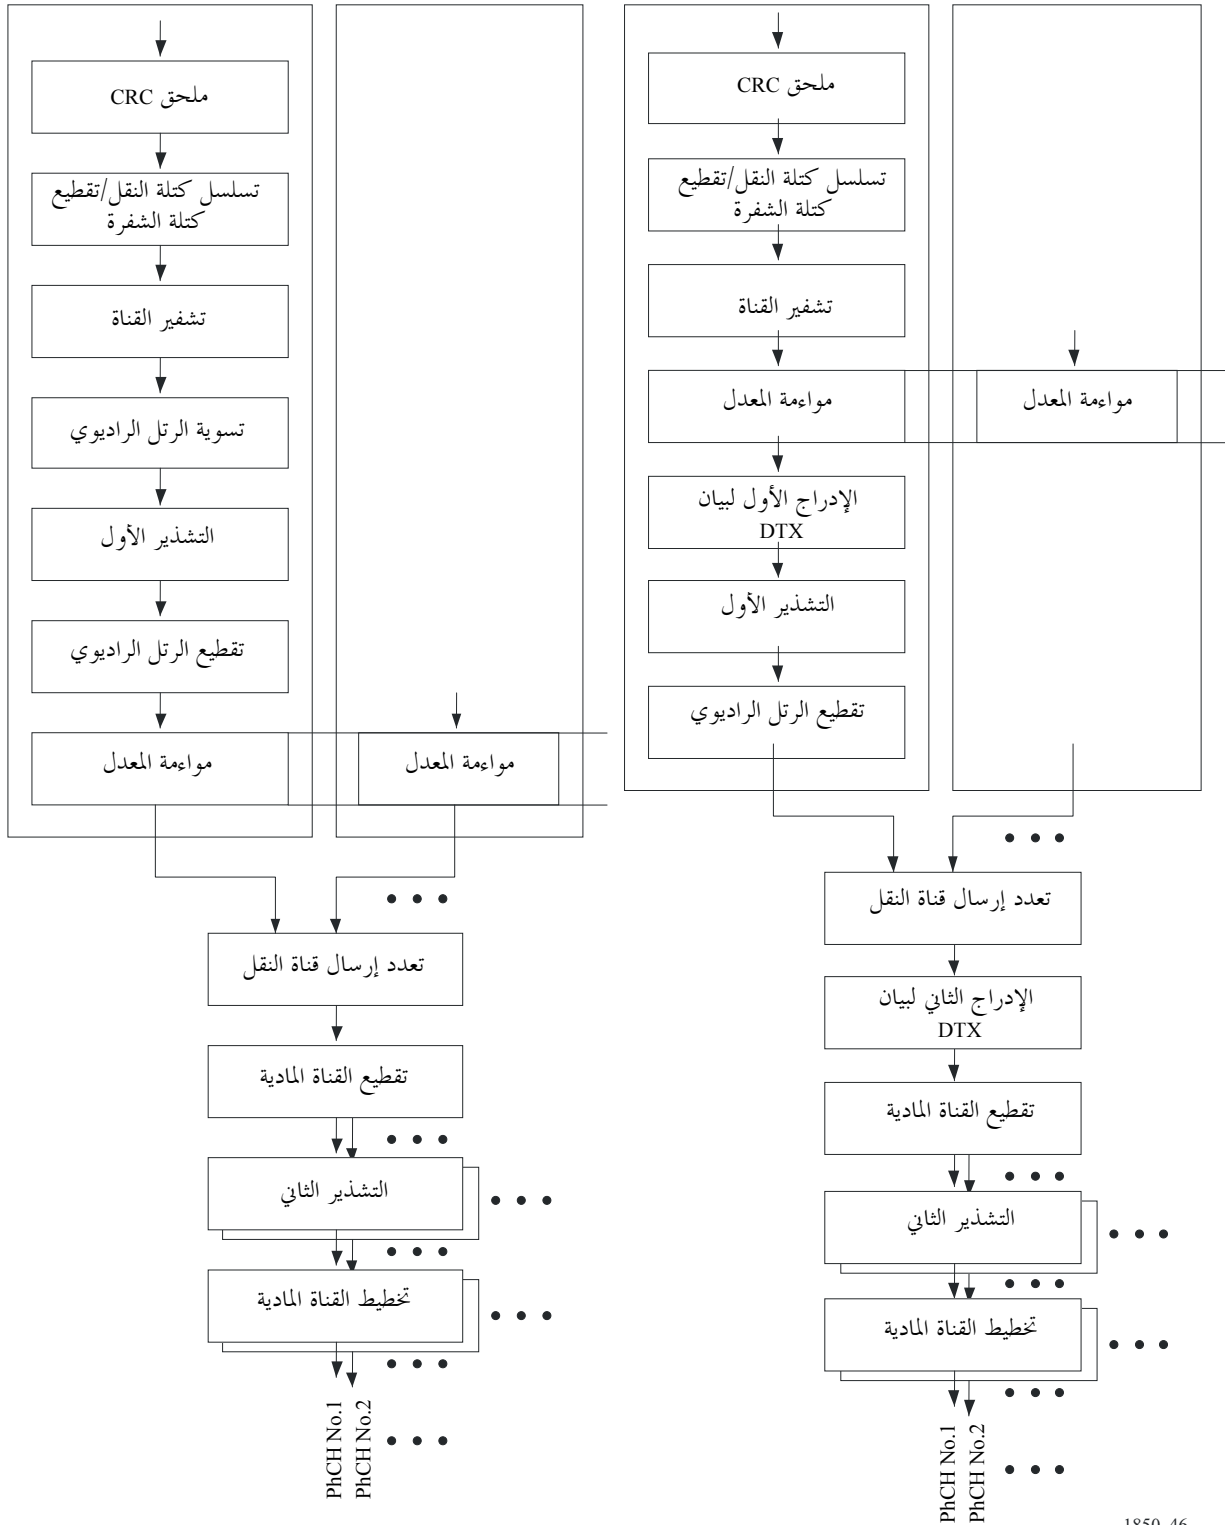 ملحق CRC
تسلسل كتلة النقل/تقطيع
كتلة الشفرة
تشفير القناة
تسوية الرتل الراديوي
التشذير الأول
تقطيع الرتل الراديوي
مواءمة المعدل
مواءمة المعدل
تعدد إرسال قناة النقل
تقطيع القناة المادية
التشذير الثاني
تخطيط القناة المادية
PhCH No.1
PhCH No.2
ملحق CRC
تسلسل كتلة النقل/تقطيع
كتلة الشفرة
تشفير القناة
مواءمة المعدل
مواءمة المعدل
الإدراج الأول لبيان
DTX
التشذير الأول
تقطيع الرتل الراديوي
تعدد إرسال قناة النقل
الإدراج الثاني لبيان
DTX
تقطيع القناة المادية
التشذير الثاني
تخطيط القناة المادية
PhCH No.1
PhCH No.2
1850-46